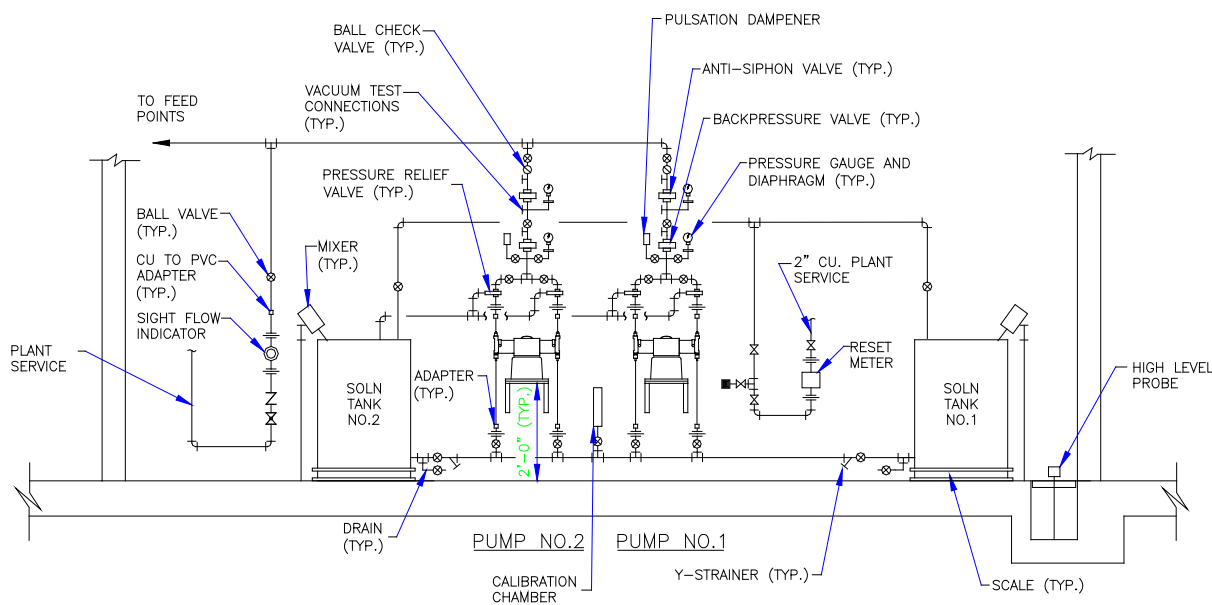 PULSATION DAMPENER
BALL CHECK
VALVE (TYP.)
ANTI-SIPHON VALVE (TYP.)
VACUUM TEST
CONNECTIONS
(TYP.)
TO FEED
POINTS
BACKPRESSURE VALVE (TYP.)
PRESSURE RELIEF
VALVE (TYP.)
PRESSURE GAUGE AND
DIAPHRAGM (TYP.)
BALL VALVE
(TYP.)
MIXER
(TYP.)
CU TO PVC
ADAPTER
(TYP.)
2" CU. PLANT
SERVICE
SIGHT FLOW
INDICATOR
PLANT
SERVICE
RESET
METER
HIGH LEVEL
PROBE
SOLN
TANK
NO.2
ADAPTER
(TYP.)
2'-0" (TYP.)
SOLN
TANK
NO.1
DRAIN
(TYP.)
PUMP NO.2
PUMP NO.1
CALIBRATION
CHAMBER
Y-STRAINER (TYP.)
SCALE (TYP.)